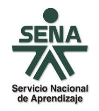 SENA
Servicio Nacional
de Aprendizaje